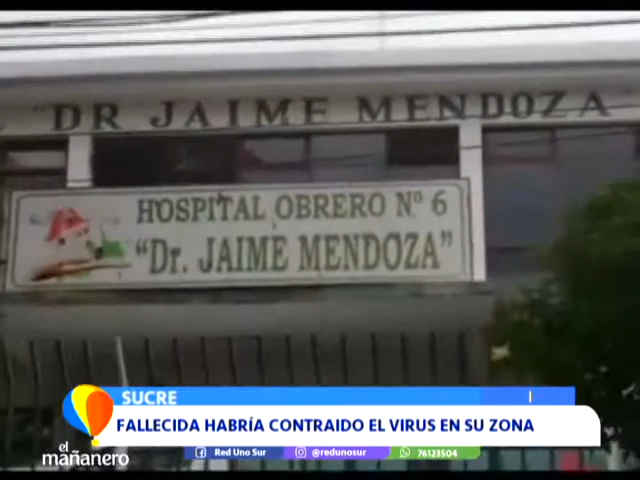 "DR JAIME MENDOZA"
HOSPITAL OBRERO Nº 6
"Dr. JAIME MENDOZA"
SUCRE
FALLECIDA HABRÍA CONTRAIDO EL VIRUS EN SU ZONA
el mañanero
Red Uno Sur @redunosur 76123504